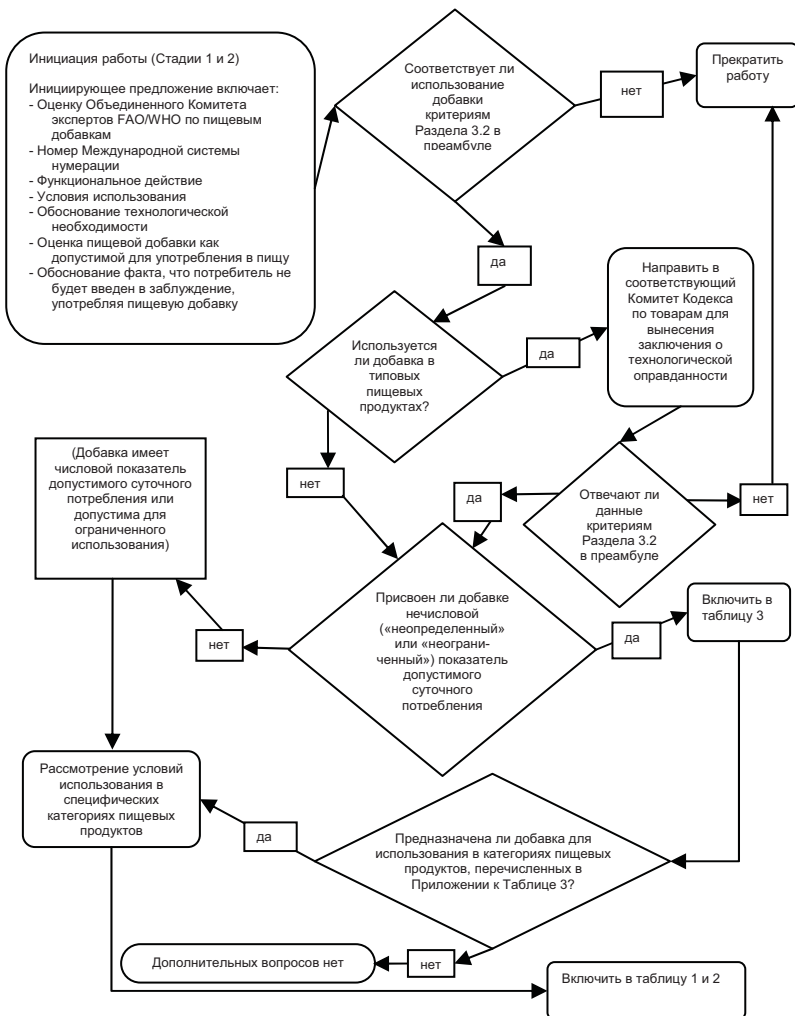 Инициация работы (Стадии 1 и 2)
Инициирующее предложение включает:
- Оценку Объединенного Комитета
экспертов FAO/WHO по пищевым
добавкам
- Номер Международной системы
нумерации
- Функциональное действие
- Условия использования
- Обоснование технологической
необходимости
- Оценка пищевой добавки как
допустимой для употребления в пищу
- Обоснование факта, что потребитель не
будет введен в заблуждение,
употребляя пищевую добавку
Соответствует ли
использование
добавки
критериям
Раздела 3.2 в
преамбуле
нет
Прекратить
работу
да
Используется
ли добавка в
типовых
пищевых
продуктах?
да
Направить в
соответствующий
Комитет Кодекса
по товарам для
вынесения
заключения о
технологической
оправданности
нет
да
Отвечают ли
данные
критериям
Раздела 3.2
в преамбуле
нет
(Добавка имеет
числовой показатель
допустимого суточного
потребления или
допустима для
ограниченного
использования)
Присвоен ли добавке
нечисловой
(«неопределенный»
или «неограни-
ченный») показатель
допустимого
суточного
потребления
нет
да
Включить в
таблицу 3
Рассмотрение условий
использования в
специфических
категориях пищевых
продуктов
да
Предназначена ли добавка для
использования в категориях пищевых
продуктов, перечисленных в
Приложении к Таблице 3?
Дополнительных вопросов нет
нет
Включить в таблицу 1 и 2